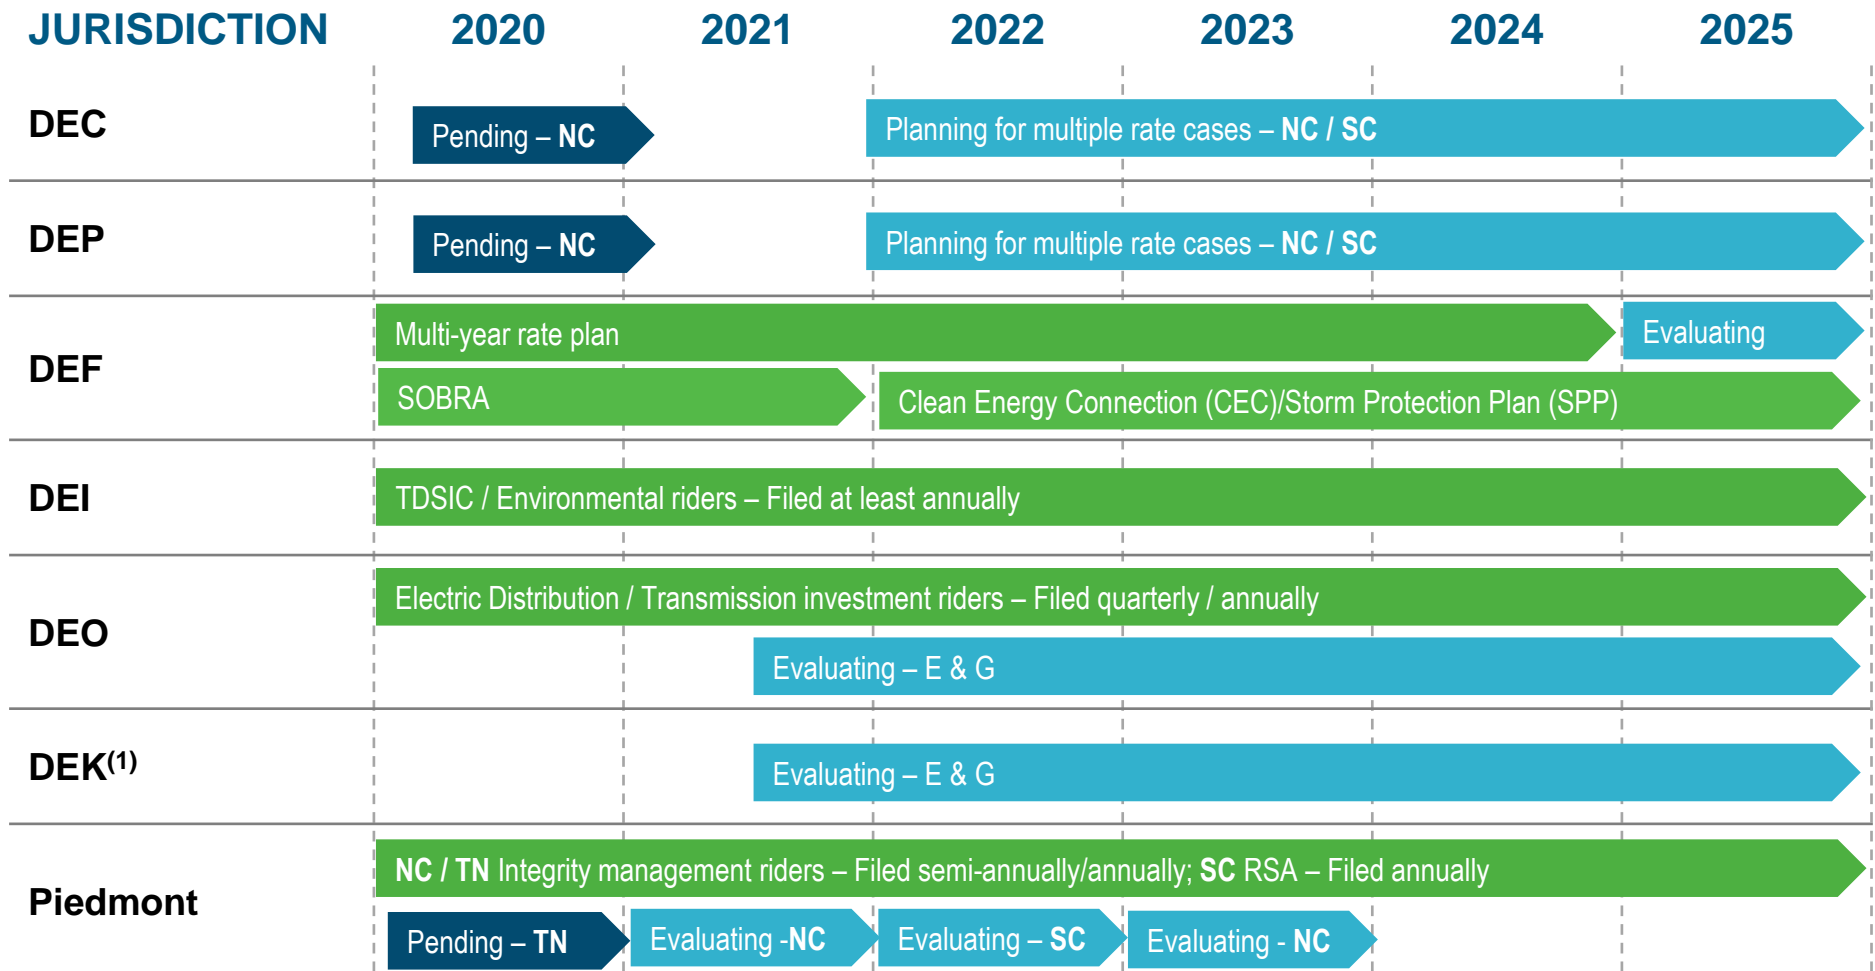 JURISDICTION 2020 2021 2022 2023 2024 2025
DEC
Pending – NC
Planning for multiple rate cases – NC / SC
DEP
Pending – NC
Planning for multiple rate cases – NC / SC
DEF
Multi-year rate plan
Evaluating
SOBRA
Clean Energy Connection (CEC)/Storm Protection Plan (SPP)
DEI
TDSIC / Environmental riders – Filed at least annually
DEO
Electric Distribution / Transmission investment riders – Filed quarterly / annually
Evaluating – E & G
DEK(1)
Evaluating – E & G
Piedmont
NC / TN Integrity management riders – Filed semi-annually/annually; SC RSA – Filed annually
Pending – TN
Evaluating -NC
Evaluating – SC
Evaluating - NC